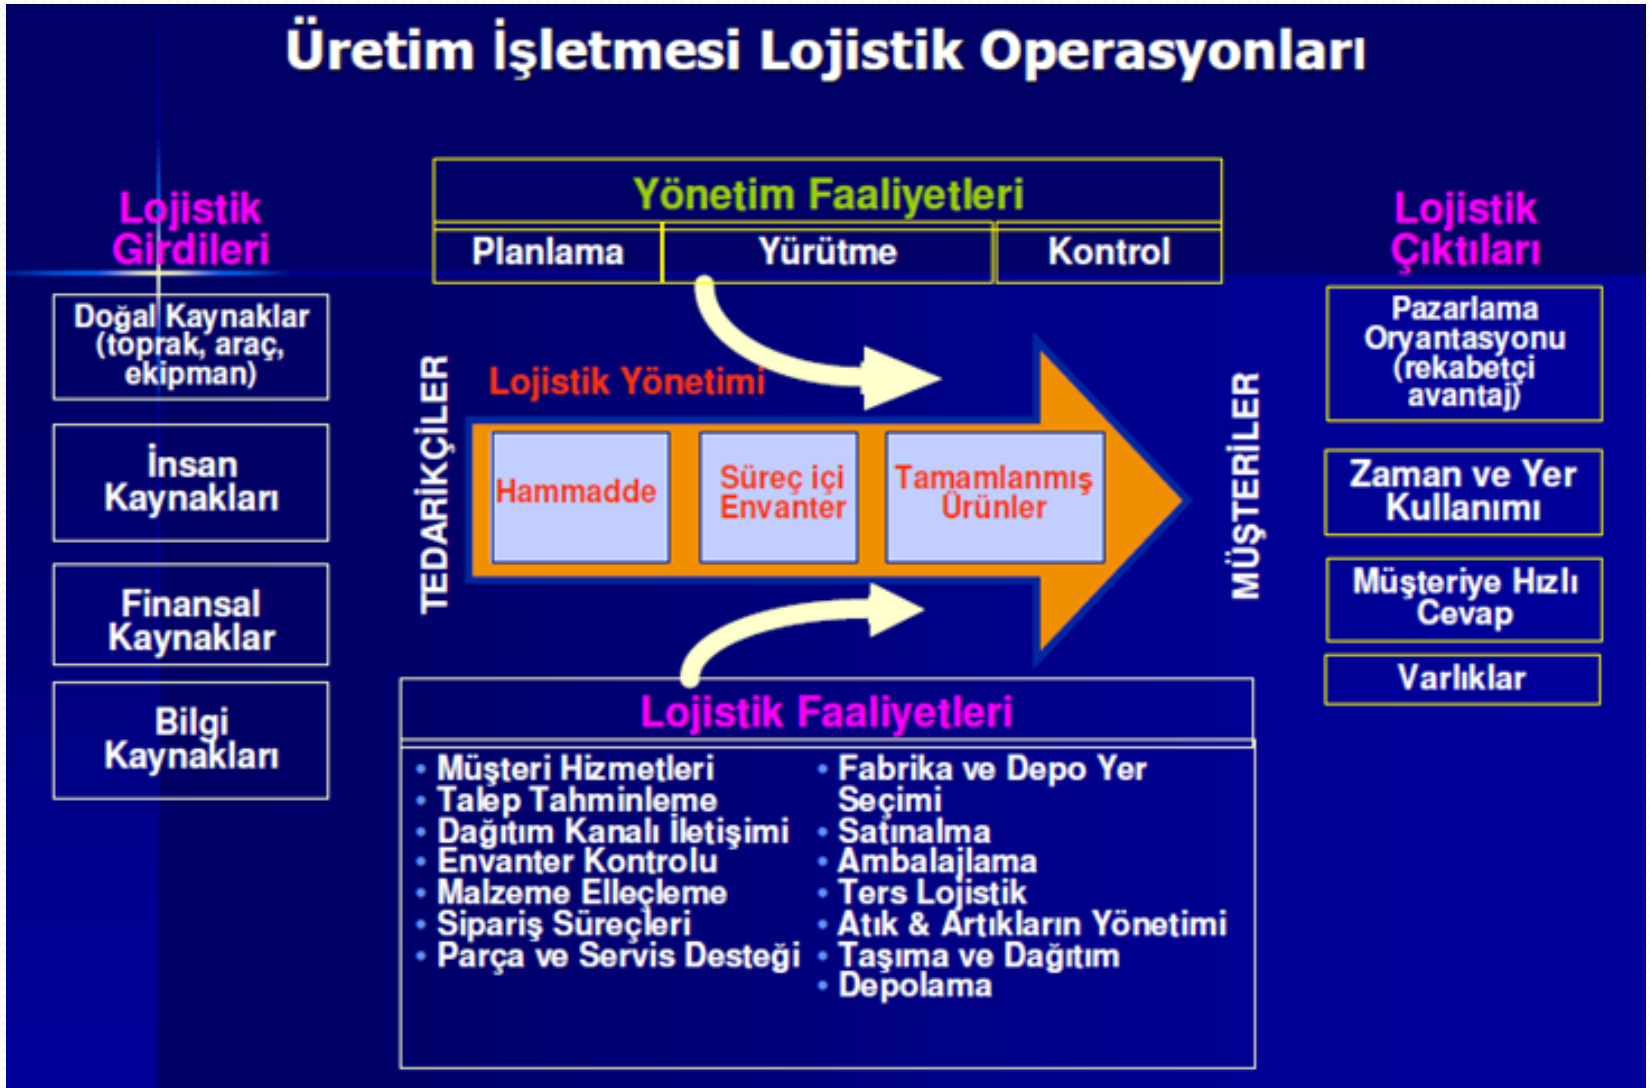 Üretim İşletmesi Lojistik Operasyonları
Lojistik
Girdileri
Doğal Kaynaklar
(toprak, araç,
ekipman)
İnsan
Kaynakları
Finansal
Kaynaklar
Bilgi
Kaynakları
Yönetim Faaliyetleri
Planlama
Yürütme
Kontrol
TEDARİKÇİLER
Lojistik Yönetimi
Hammadde
Süreç içi
Envanter
Tamamlanmış
Ürünler
MÜŞTERİLER
Lojistik Faaliyetleri
• Müşteri Hizmetleri
• Talep Tahminleme
• Dağıtım Kanalı İletişimi
• Envanter Kontrolu
• Malzeme Elleçleme
• Sipariş Süreçleri
• Parça ve Servis Desteği
• Fabrika ve Depo Yer
Seçimi
• Satınalma
• Ambalajlama
• Ters Lojistik
• Atık & Artıkların Yönetimi
• Taşıma ve Dağıtım
• Depolama
Lojistik
Çıktıları
Pazarlama
Oryantasyonu
(rekabetçi
avantaj)
Zaman ve Yer
Kullanımı
Müşteriye Hızlı
Cevap
Varlıklar